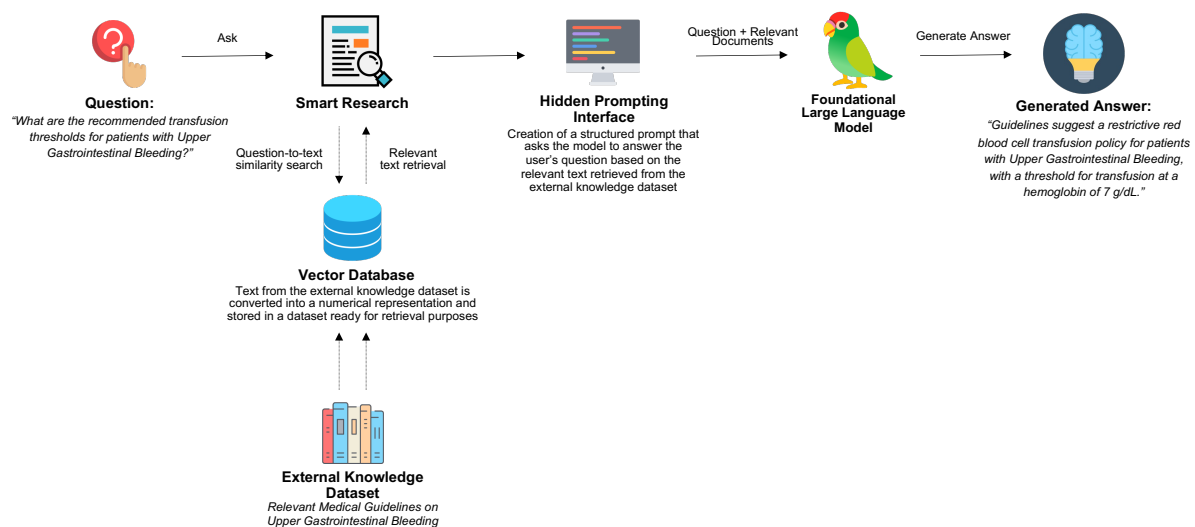 Ask
Question:
“What are the recommended transfusion
thresholds for patients with Upper
Gastrointestinal Bleeding?”
Smart Research
Question-to-text
similarity search
Relevant
text retrieval
Vector Database
Text from the external knowledge dataset is
converted into a numerical representation and
stored in a dataset ready for retrieval purposes
External Knowledge
Dataset
Relevant Medical Guidelines on
Upper Gastrointestinal Bleeding
Hidden Prompting
Interface
Creation of a structured prompt that
asks the model to answer the
user’s question based on the
relevant text retrieved from the
external knowledge dataset
Question + Relevant
Documents
Foundational
Large Language
Model
Generate Answer
Generated Answer:
“Guidelines suggest a restrictive red
blood cell transfusion policy for patients
with Upper Gastrointestinal Bleeding,
with a threshold for transfusion at a
hemoglobin of 7 g/dL.”